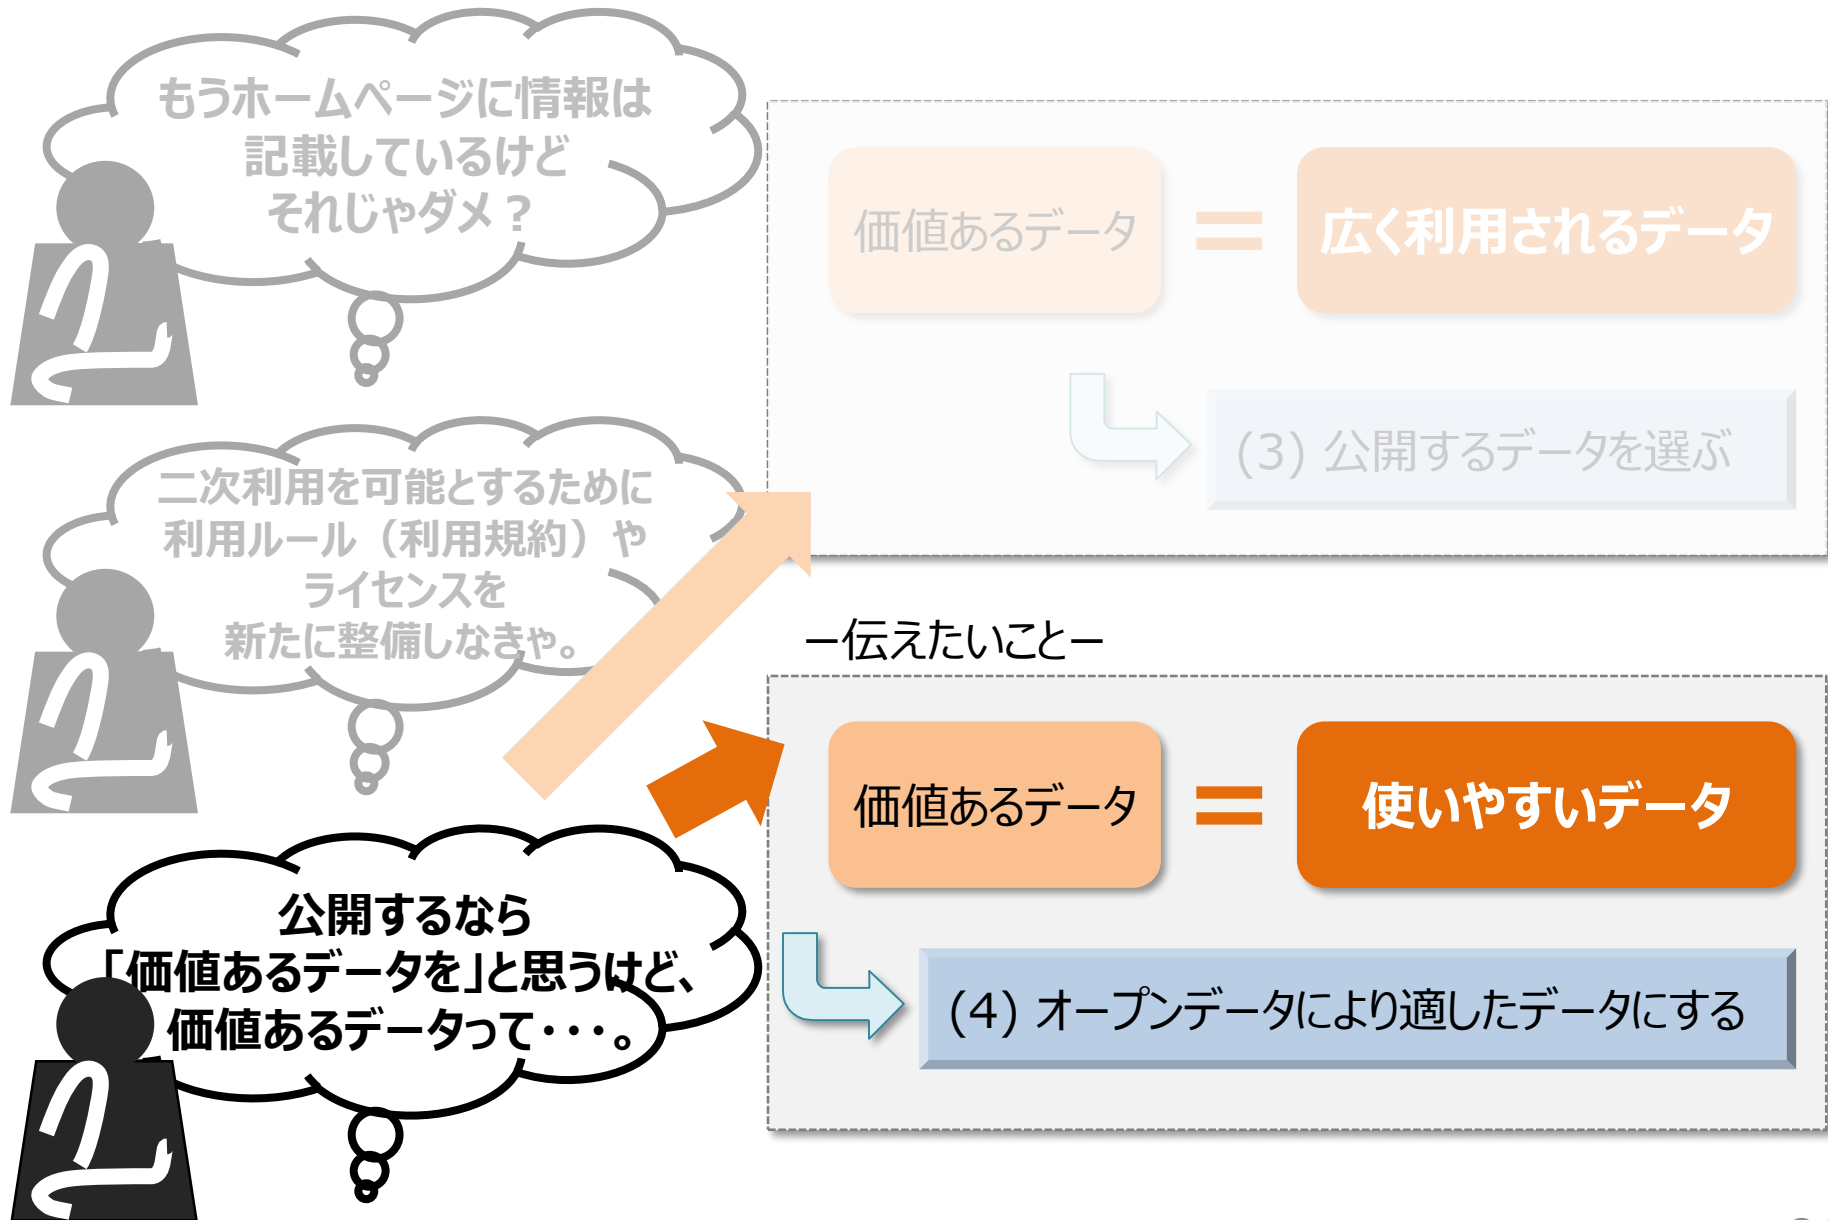 もうホームページに情報は
記載しているけど
それじゃダメ？
価値あるデータ
＝
広く利用されるデータ
(3) 公開するデータを選ぶ
二次利用を可能とするために
利用ルール（利用規約）や
ライセンスを
新たに整備しなきゃ。
－伝えたいこと－
価値あるデータ
＝
使いやすいデータ
(4) オープンデータにより適したデータにする
公開するなら
「価値あるデータを」と思うけど、
価値あるデータって・・・。